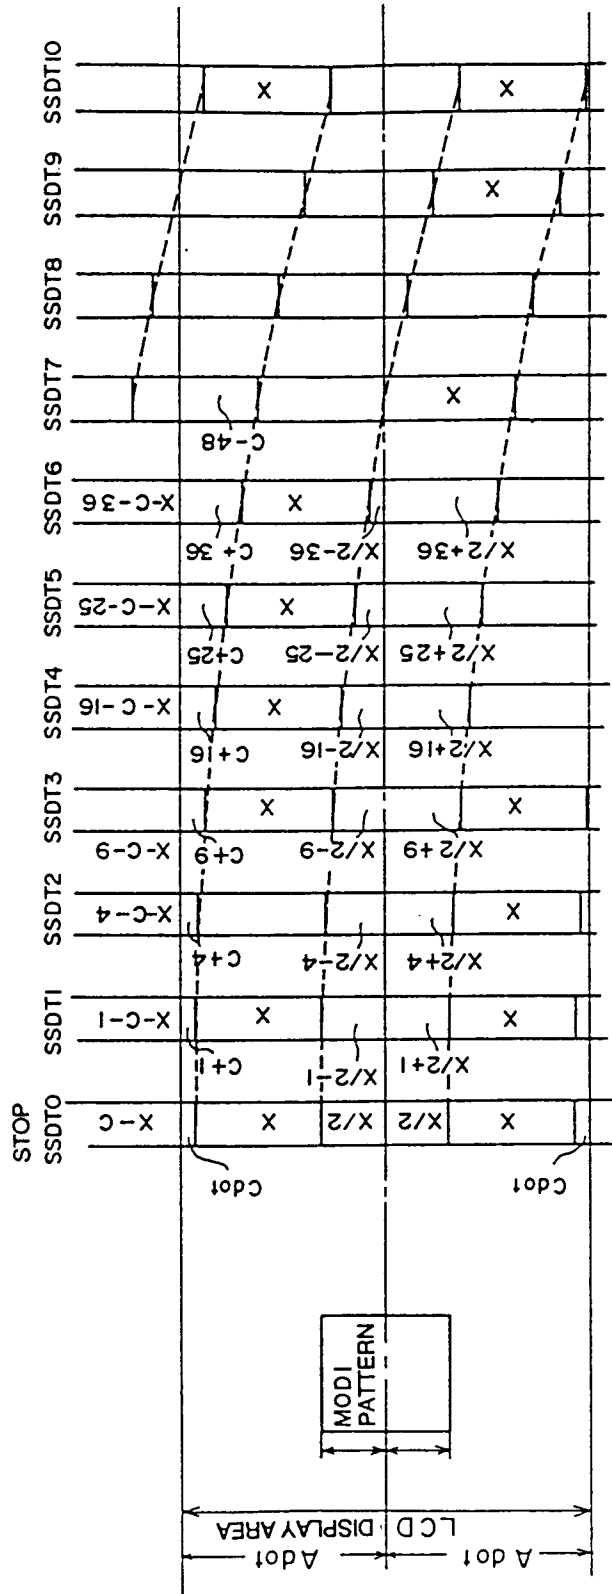 STOP
SSDT0
SSDT1
SSDT2
SSDT3
SSDT4
SSDT5
SSDT6
SSDT7
SSDT8
SSDT9
SSDT10
X-C
X-C-1
X-C-4
X-C-9
X-C-16
X-C-25
X-C-36
Cdot
C+1
C+4
C+9
C+16
C+25
C+36
C-48
X
X
X
X
X
X
X
X
X/2
X/2-1
X/2-4
X/2-9
X/2-16
X/2-25
X/2-36
X/2
X/2+1
X/2+4
X/2+9
X/2+16
X/2+25
X/2+36
X
X
X
X
X
X
X
Cdot
MODI
PATTERN
LCD DISPLAY AREA
A dot
A dot